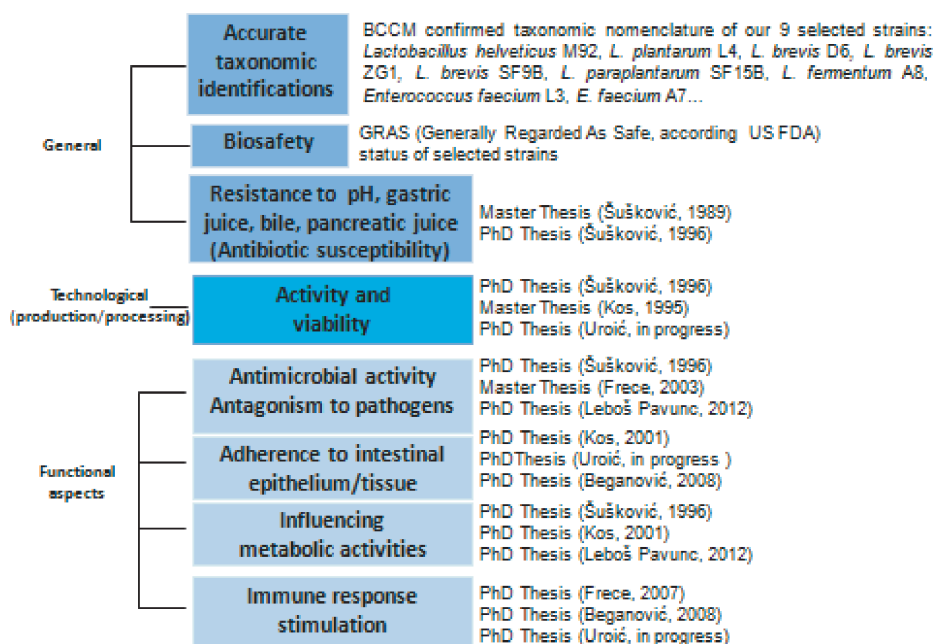 Accurate
taxonomic
identifications
BCCM confirmed taxonomic nomenclature of our 9 selected strains:
Lactobacillus helveticus M92, L. plantarum L4, L. brevis D6, L. brevis
ZG1, L. brevis SF9B, L. paraplantarum SF15B, L. fermentum A8,
Enterococcus faecium L3, E. faecium A7...
General
Biosafety
GRAS (Generally Regarded As Safe, according US FDA)
status of selected strains
Resistance to pH, gastric
juice, bile, pancreatic juice
(Antibiotic susceptibility)
Master Thesis (Šušković, 1989)
PhD Thesis (Šušković, 1996)
Technological
(production/processing)
Activity and
viability
PhD Thesis (Šušković, 1996)
Master Thesis (Kos, 1995)
PhD Thesis (Uroić, in progress)
Functional
aspects
Antimicrobial activity
Antagonism to pathogens
PhD Thesis (Šušković, 1996)
Master Thesis (Frece, 2003)
PhD Thesis (Leboš Pavunc, 2012)
Adherence to intestinal
epithelium/tissue
PhD Thesis (Kos, 2001)
PhDThesis (Uroić, in progress )
PhD Thesis (Beganović, 2008)
Influencing
metabolic activities
PhD Thesis (Šušković, 1996)
PhD Thesis (Kos, 2001)
PhD Thesis (Leboš Pavunc, 2012)
Immune response
stimulation
PhD Thesis (Frece, 2007)
PhD Thesis (Beganović, 2008)
PhD Thesis (Uroić, in progress)